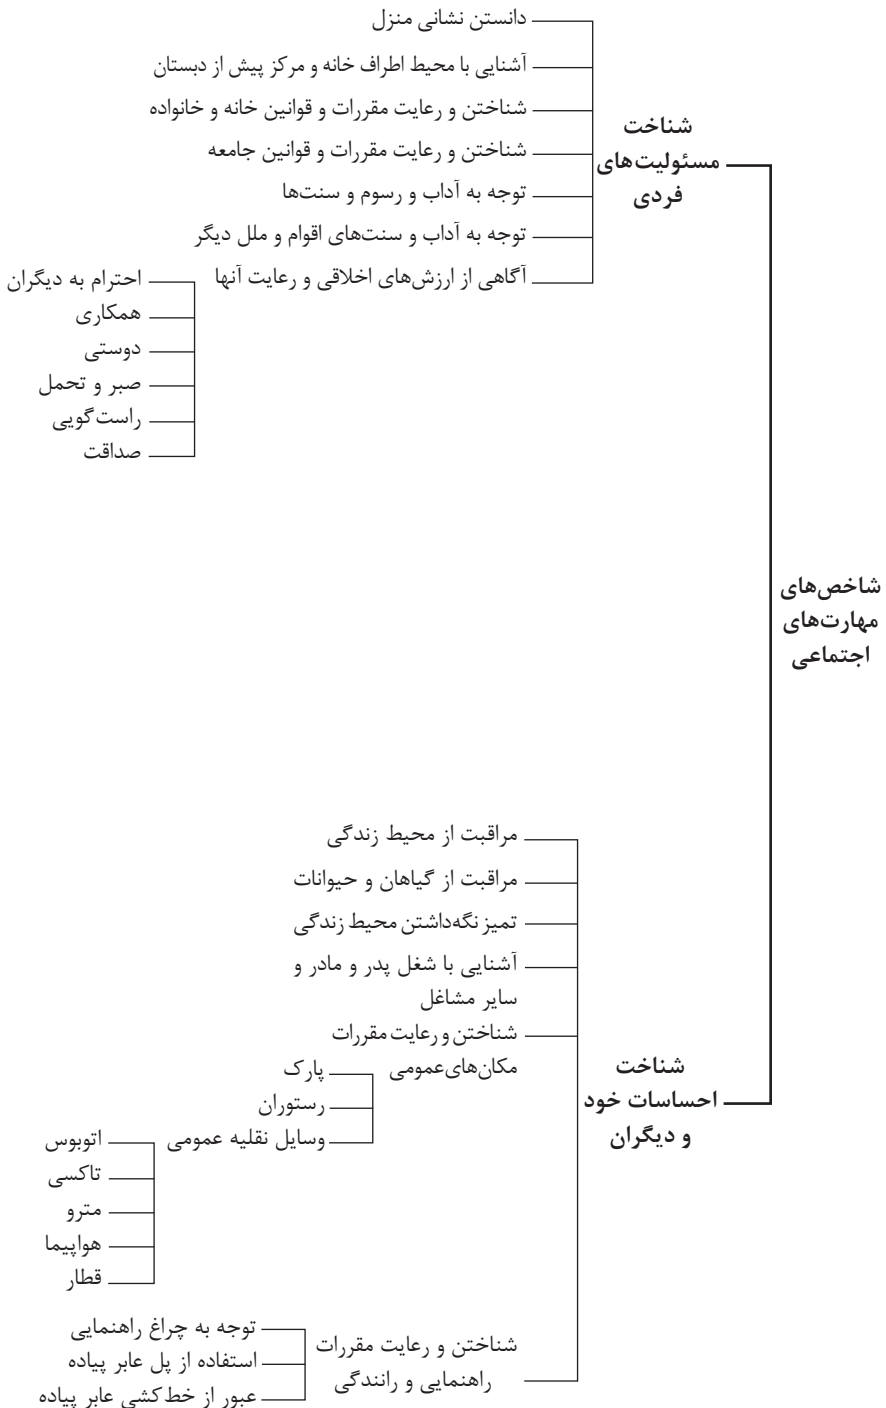 شاخص‌های
مهارت‌های
اجتماعی
شناخت
مسئولیت‌های
فردی
دانستن نشانی منزل
آشنایی با محیط اطراف خانه و مرکز پیش از دبستان
شناختن و رعایت مقررات و قوانین خانه و خانواده
شناختن و رعایت مقررات و قوانین جامعه
توجه به آداب و رسوم و سنت‌ها
توجه به آداب و سنت‌های اقوام و ملل دیگر
آگاهی از ارزش‌های اخلاقی و رعایت آنها
احترام به دیگران
همکاری
دوستی
صبر و تحمل
راست‌گویی
صداقت
شناخت
احساسات خود
و دیگران
مراقبت از محیط زندگی
مراقبت از گیاهان و حیوانات
تمیز نگه‌داشتن محیط زندگی
آشنایی با شغل پدر و مادر و
سایر مشاغل
شناختن و رعایت مقررات
مکان‌های‌عمومی
پارک
رستوران
وسایل نقلیه عمومی
اتوبوس
تاکسی
مترو
هواپیما
قطار
شناختن و رعایت مقررات
راهنمایی و رانندگی
توجه به چراغ راهنمایی
استفاده از پل عابر پیاده
عبور از خط‌کشی عابر پیاده